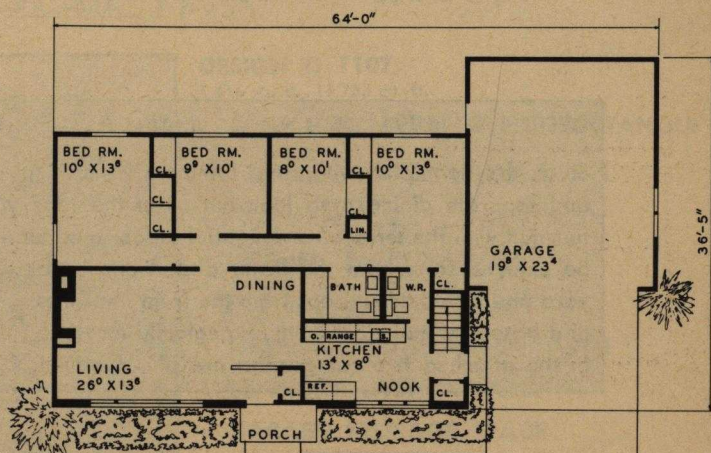 64'-0"
BED RM.
10⁰ X 13⁶
CL.
CL.
CL.
BED RM.
9⁹ X 10¹
BED RM.
8⁰ X 10¹
CL.
CL.
LIN.
BED RM.
10⁰ X 13⁶
GARAGE
19⁸ X 23⁴
36'-5"
DINING
BATH
W.R.
CL.
O. RANGE S.
KITCHEN
13⁴ X 8⁰
LIVING
26⁰ X 13⁶
CL.
REF.
NOOK
CL.
PORCH